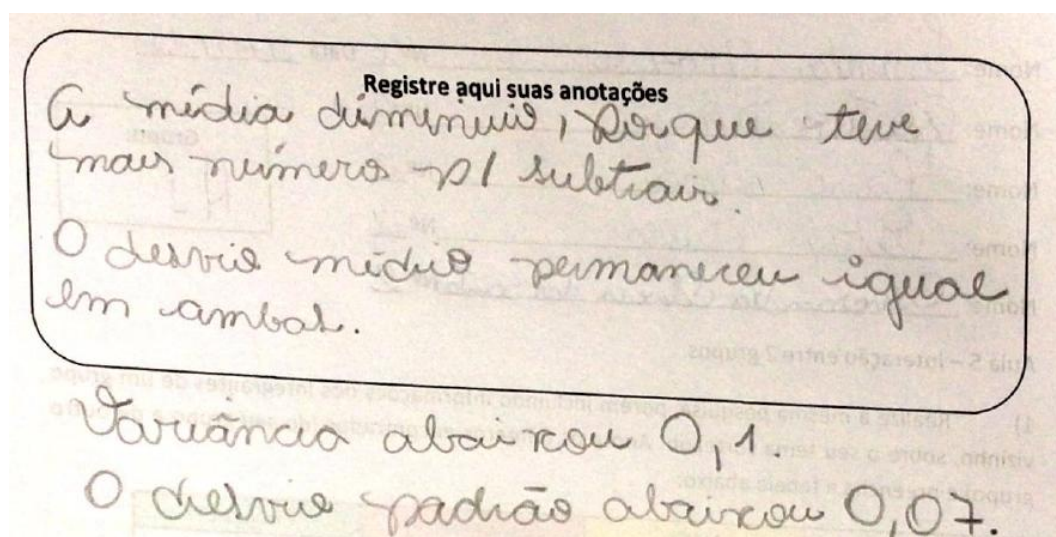 Registre aqui suas anotações
A média diminuiu, porque teve
mais número p/ subtrair.
O desvio médio permaneceu igual
em ambas.
Variância abaixou 0,1.
O desvio padrão abaixou 0,07.